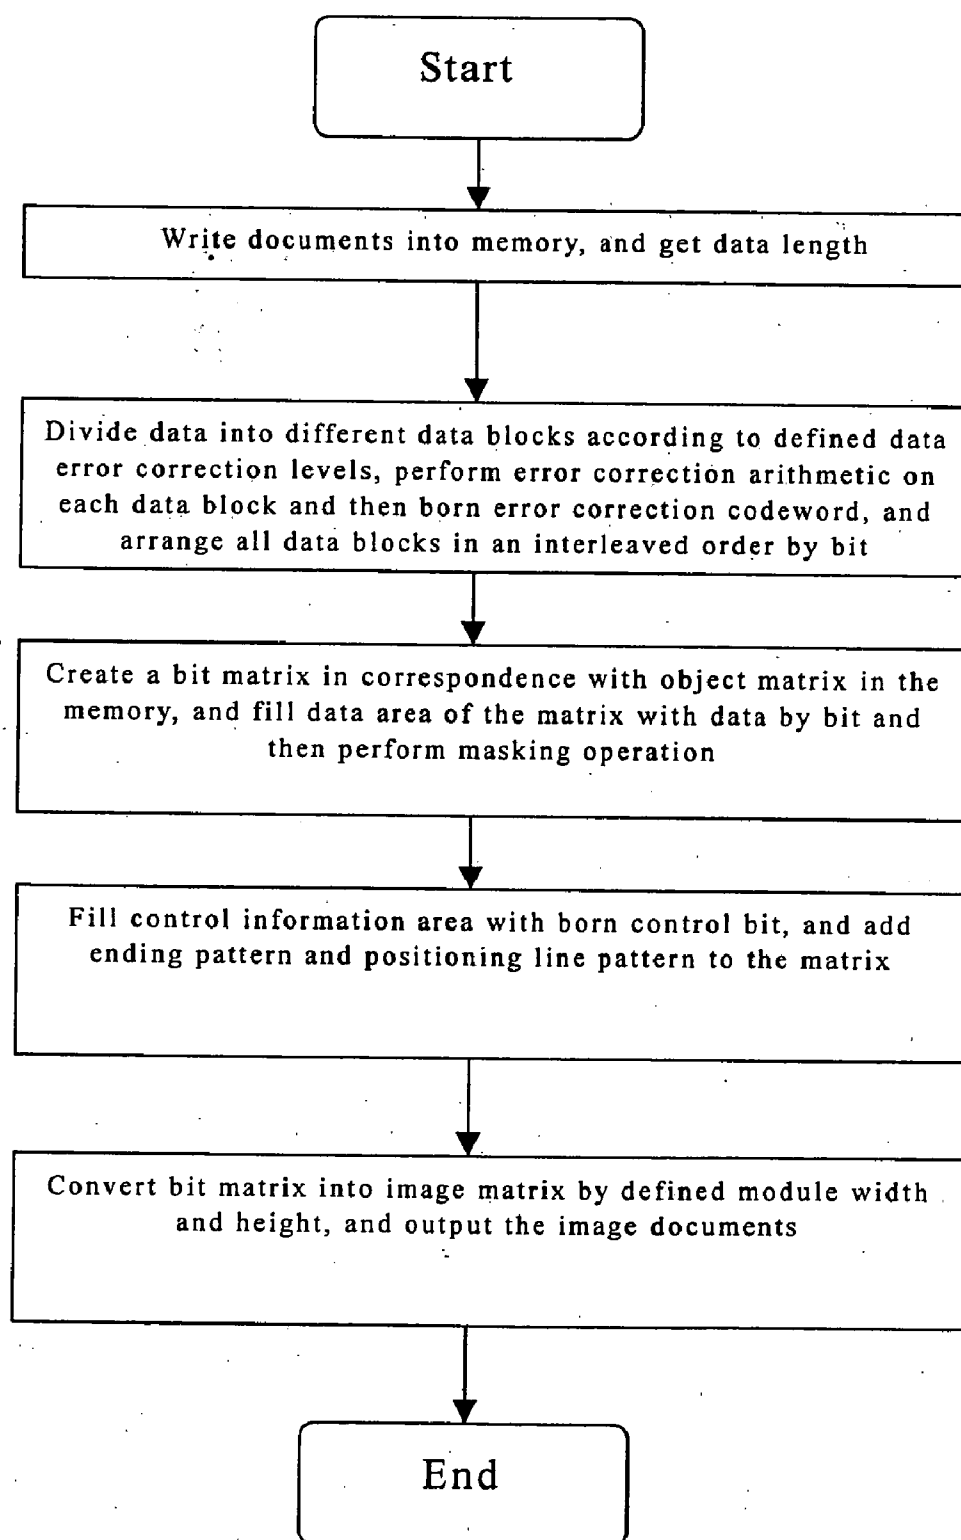 Start
Write documents into memory, and get data length
Divide data into different data blocks according to defined data
error correction levels, perform error correction arithmetic on
each data block and then born error correction codeword, and
arrange all data blocks in an interleaved order by bit
Create a bit matrix in correspondence with object matrix in the
memory, and fill data area of the matrix with data by bit and
then perform masking operation
Fill control information area with born control bit, and add
ending pattern and positioning line pattern to the matrix
Convert bit matrix into image matrix by defined module width
and height, and output the image documents
End